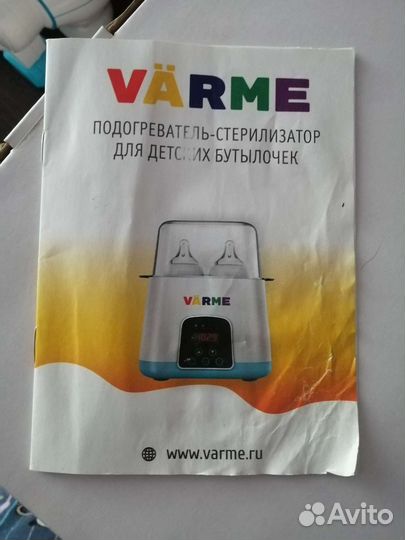 VÄRME
ПОДОГРЕВАТЕЛЬ-СТЕРИЛИЗАТОР
ДЛЯ ДЕТСКИХ БУТЫЛОЧЕК
VÄRME
www.varme.ru
Avito